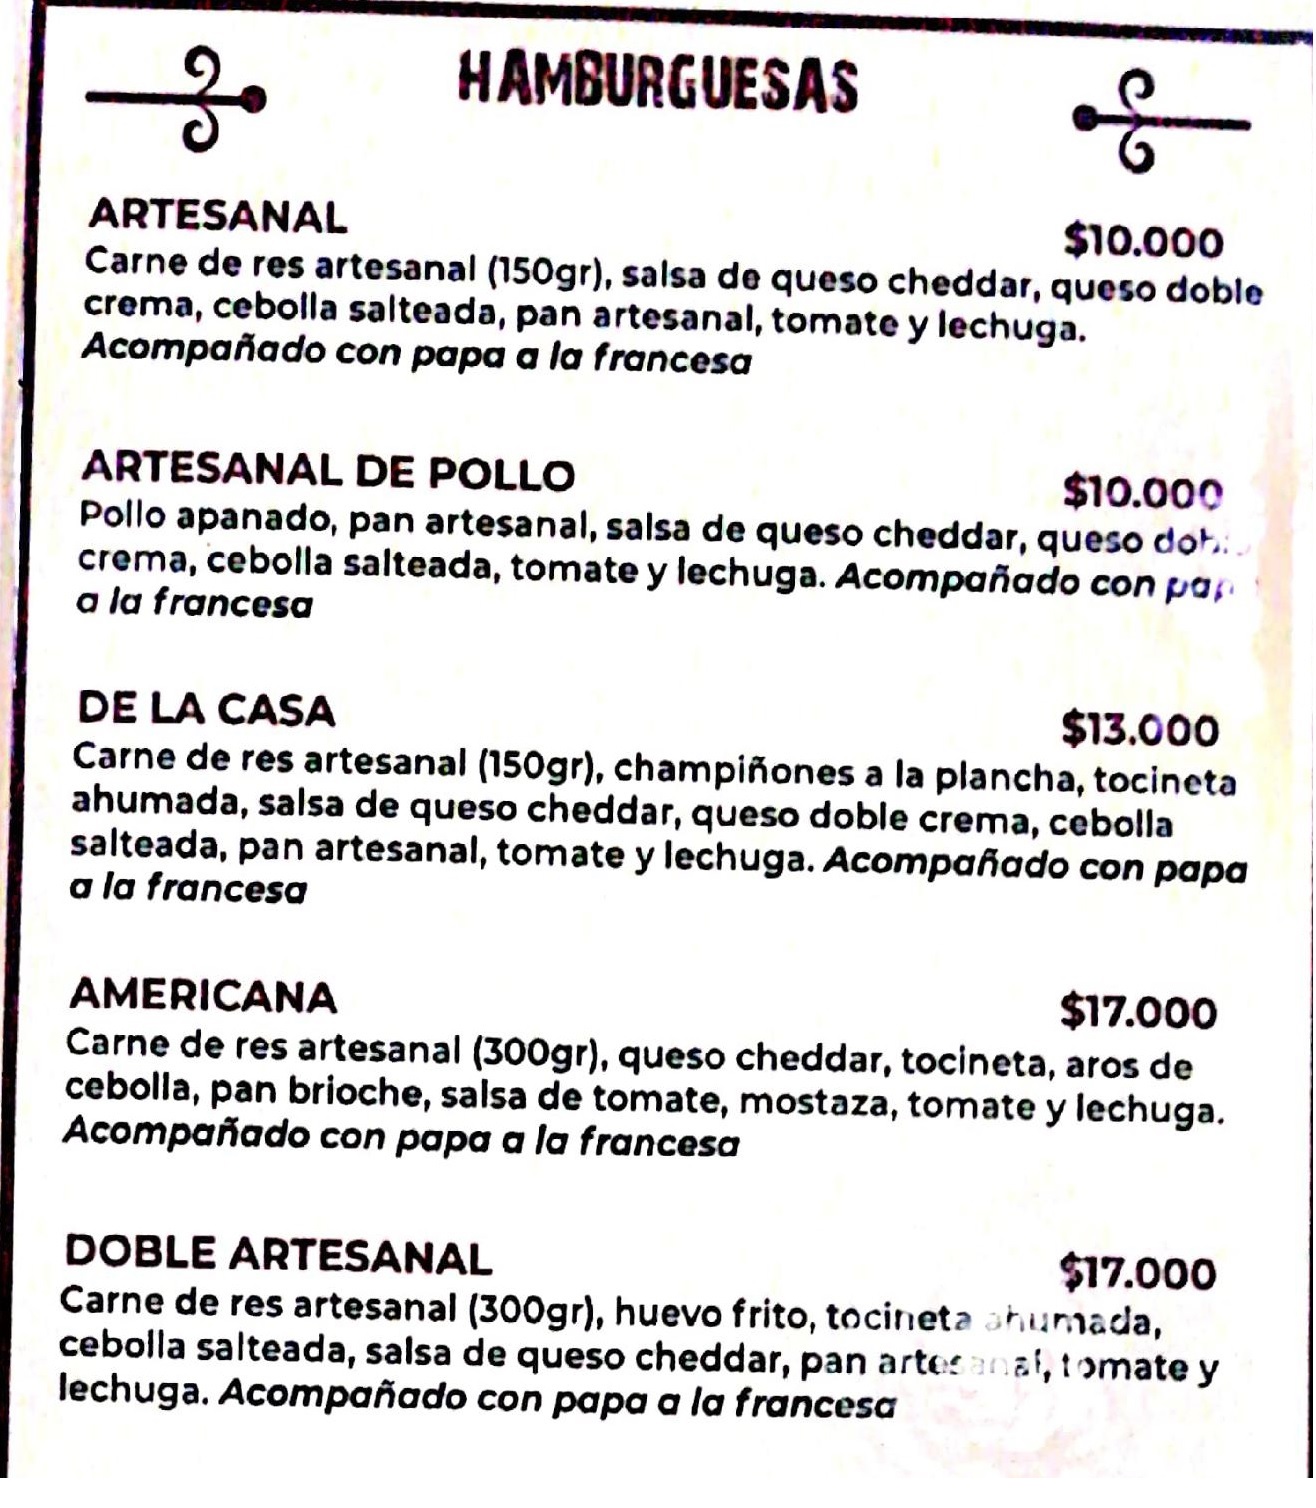 HAMBURGUESAS
ARTESANAL
$10.000
Carne de res artesanal (150gr), salsa de queso cheddar, queso doble
crema, cebolla salteada, pan artesanal, tomate y lechuga.
Acompañado con papa a la francesa
ARTESANAL DE POLLO
$10.000
Pollo apanado, pan artesanal, salsa de queso cheddar, queso
crema, cebolla salteada, tomate y lechuga. Acompañado con
a la francesa
DE LA CASA
$13.000
Carne de res artesanal (150gr), champiñones a la plancha, tocineta
ahumada, salsa de queso cheddar, queso doble crema, cebolla
salteada, pan artesanal, tomate y lechuga. Acompañado con papa
a la francesa
AMERICANA
$17.000
Carne de res artesanal (300gr), queso cheddar, tocineta, aros de
cebolla, pan brioche, salsa de tomate, mostaza, tomate y lechuga.
Acompañado con papa a la francesa
DOBLE ARTESANAL
$17.000
Carne de res artesanal (300gr), huevo frito, tocineta ahumada,
cebolla salteada, salsa de queso cheddar, pan artesanal, tomate y
lechuga. Acompañado con papa a la francesa